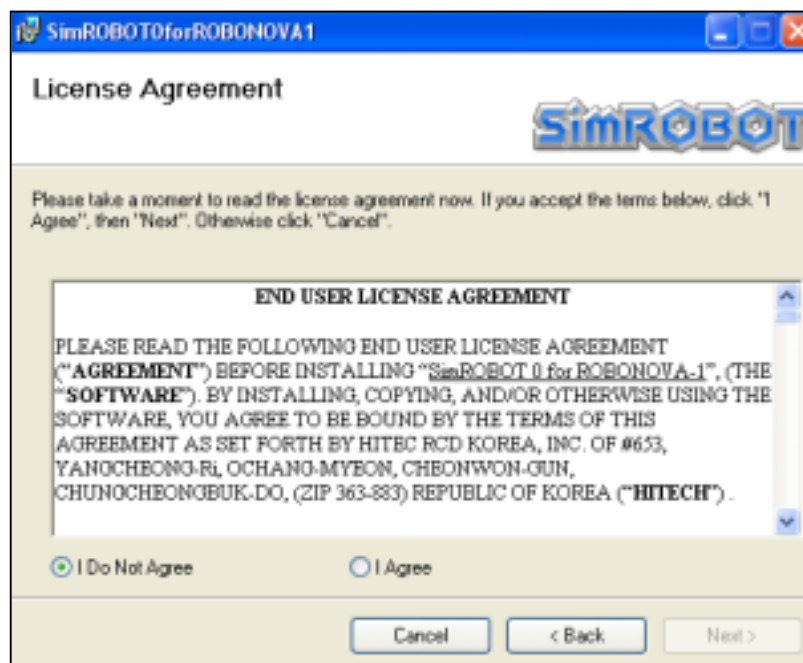 SimROBOT0forROBONOVA1
License Agreement
SimROBOT
Please take a moment to read the license agreement now. If you accept the terms below, click "I
Agree", then "Next". Otherwise click "Cancel".
END USER LICENSE AGREEMENT
PLEASE READ THE FOLLOWING END USER LICENSE AGREEMENT
("AGREEMENT") BEFORE INSTALLING "SimROBOT 0 for ROBONOVA-1", (THE
"SOFTWARE"). BY INSTALLING, COPYING, AND/OR OTHERWISE USING THE
SOFTWARE, YOU AGREE TO BE BOUND BY THE TERMS OF THIS
AGREEMENT AS SET FORTH BY HITEC RCD KOREA, INC. OF #653,
YANGCHEONG-Ri, OCHANG-MYEON, CHEONWON-GUN,
CHUNGCHEONGBUK-DO, (ZIP 363-883) REPUBLIC OF KOREA ("HITECH") .
I Do Not Agree
I Agree
Cancel
< Back
Next >